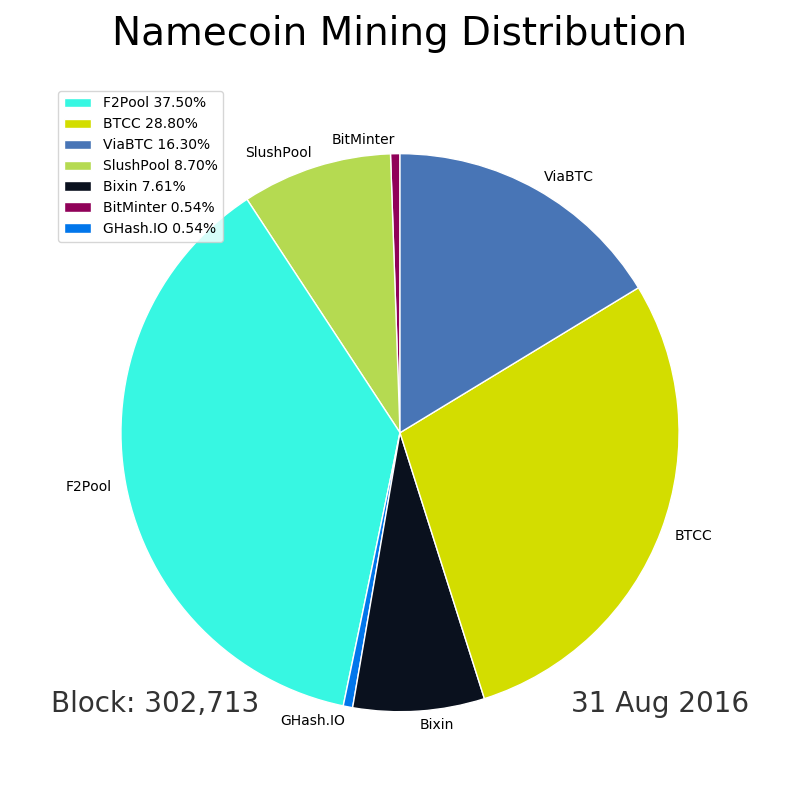 Namecoin Mining Distribution
F2Pool 37.50%
BTCC 28.80%
ViaBTC 16.30%
SlushPool 8.70%
Bixin 7.61%
BitMinter 0.54%
GHash.IO 0.54%
BitMinter
SlushPool
ViaBTC
F2Pool
BTCC
GHash.IO
Bixin
Block: 302,713
31 Aug 2016